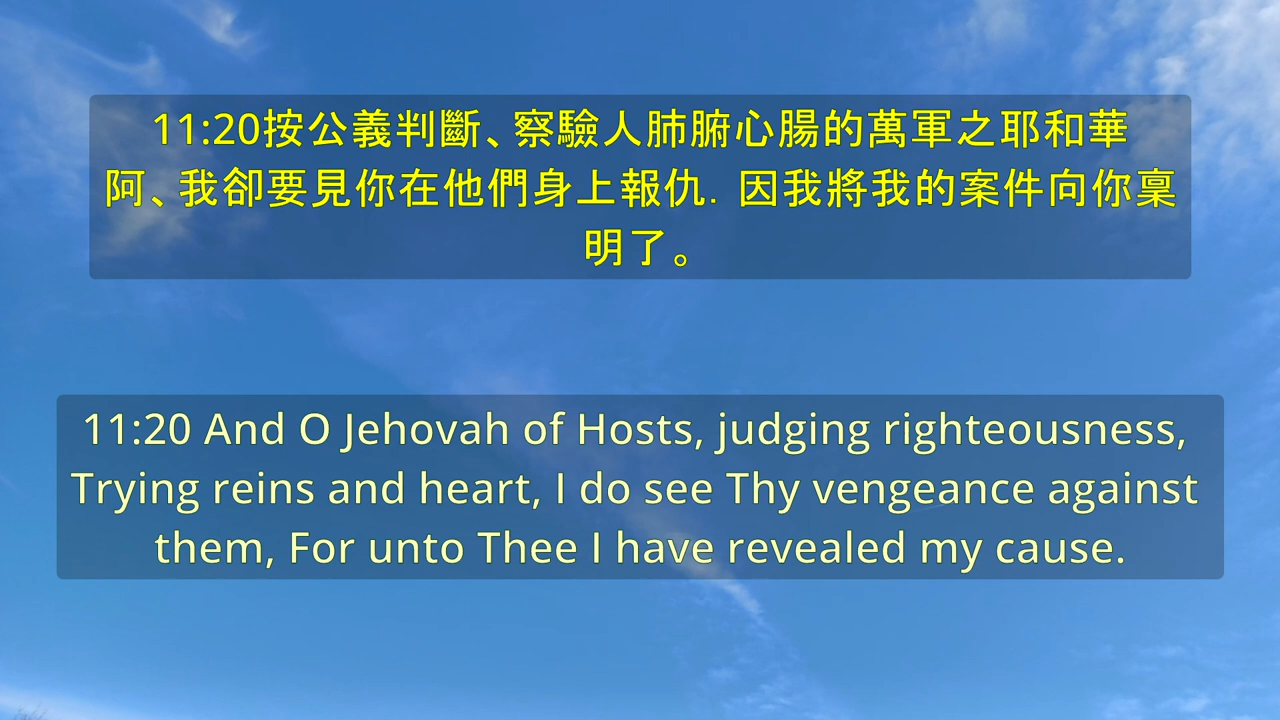 11:20按公義判斷、察驗人肺腑心腸的萬軍之耶和華
阿、我卻要見你在他們身上報仇．因我將我的案件向你稟
明了。
11:20 And O Jehovah of Hosts, judging righteousness,
Trying reins and heart, I do see Thy vengeance against
them, For unto Thee I have revealed my cause.